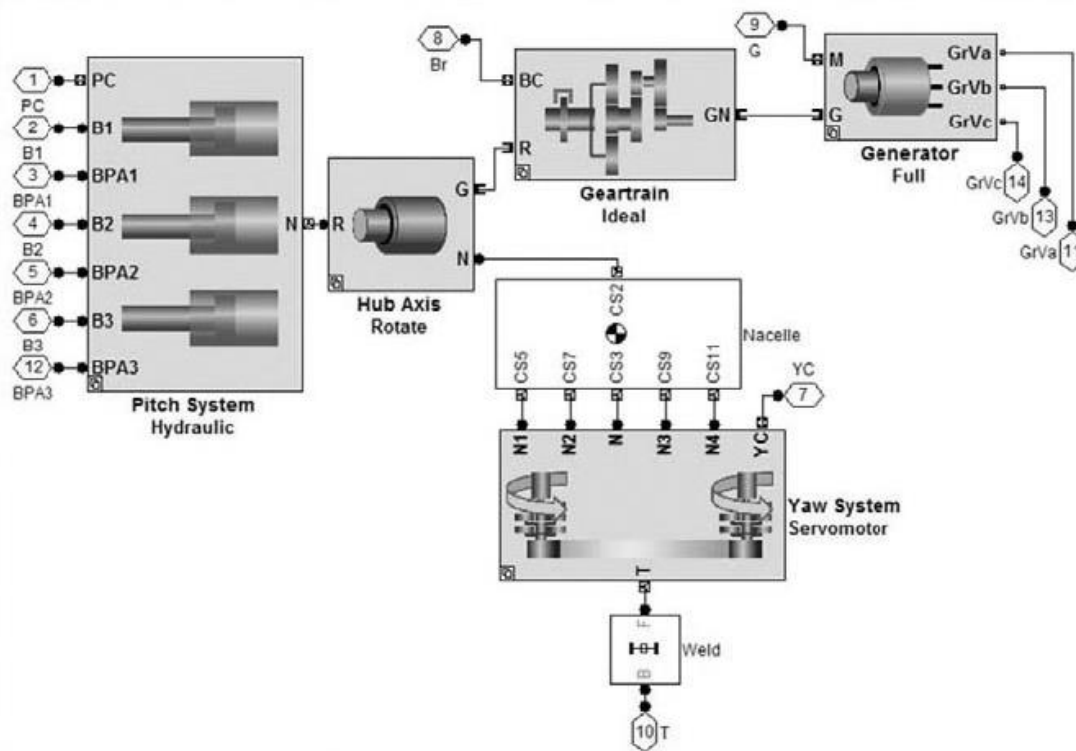 1
PC
PC
2
B1
B1
3
BPA1
BPA1
4
B2
B2
5
BPA2
BPA2
6
B3
B3
12
BPA3
BPA3
N
Pitch System
Hydraulic
R
G
N
Hub Axis
Rotate
8
Br
BC
R
GN
Geartrain
Ideal
9
G
M
G
GrVa
GrVb
GrVc
Generator
Full
GrVc
14
GrVb
13
GrVa
11
CS2
CS5
CS7
CS3
CS9
CS11
Nacelle
YC
7
N1
N2
N
N3
N4
YC
Yaw System
Servomotor
T
F
B
Weld
10
T